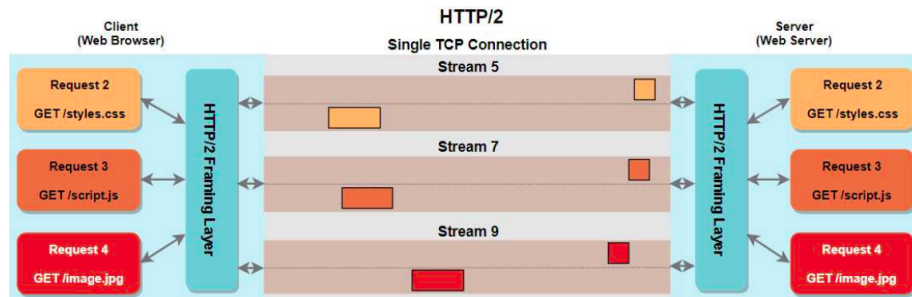 HTTP/2
Client
(Web Browser)
Server
(Web Server)
Single TCP Connection
Stream 5
Request 2
GET /styles.css
Request 2
GET /styles.css
Stream 7
Request 3
GET /script.js
Request 3
GET /script.js
Stream 9
Request 4
GET /image.jpg
Request 4
GET /image.jpg
HTTP/2 Framing Layer
HTTP/2 Framing Layer